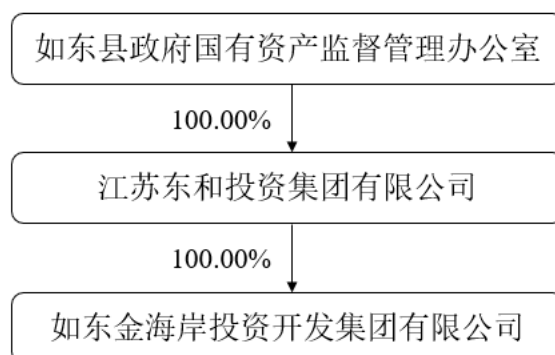 如东县政府国有资产监督管理办公室
100.00%
江苏东和投资集团有限公司
100.00%
如东金海岸投资开发集团有限公司